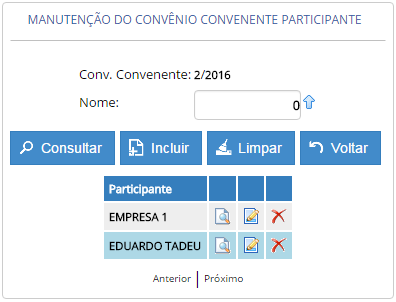 MANUTENÇÃO DO CONVÊNIO CONVENENTE PARTICIPANTE
Conv. Convenente: 2/2016
Nome: 0
Consultar Incluir Limpar Voltar
Participante
EMPRESA 1
EDUARDO TADEU
Anterior Próximo